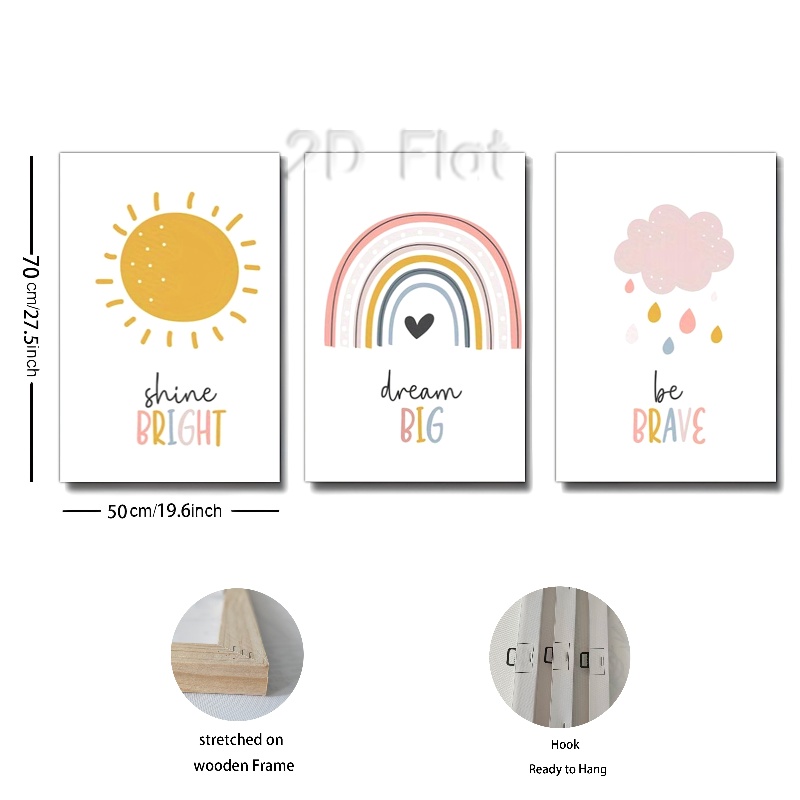 2D Flat
70 cm/27.5inch
shine
BRIGHT
dream
BIG
be
BRAVE
50cm/19.6inch
stretched on
wooden Frame
Hook
Ready to Hang